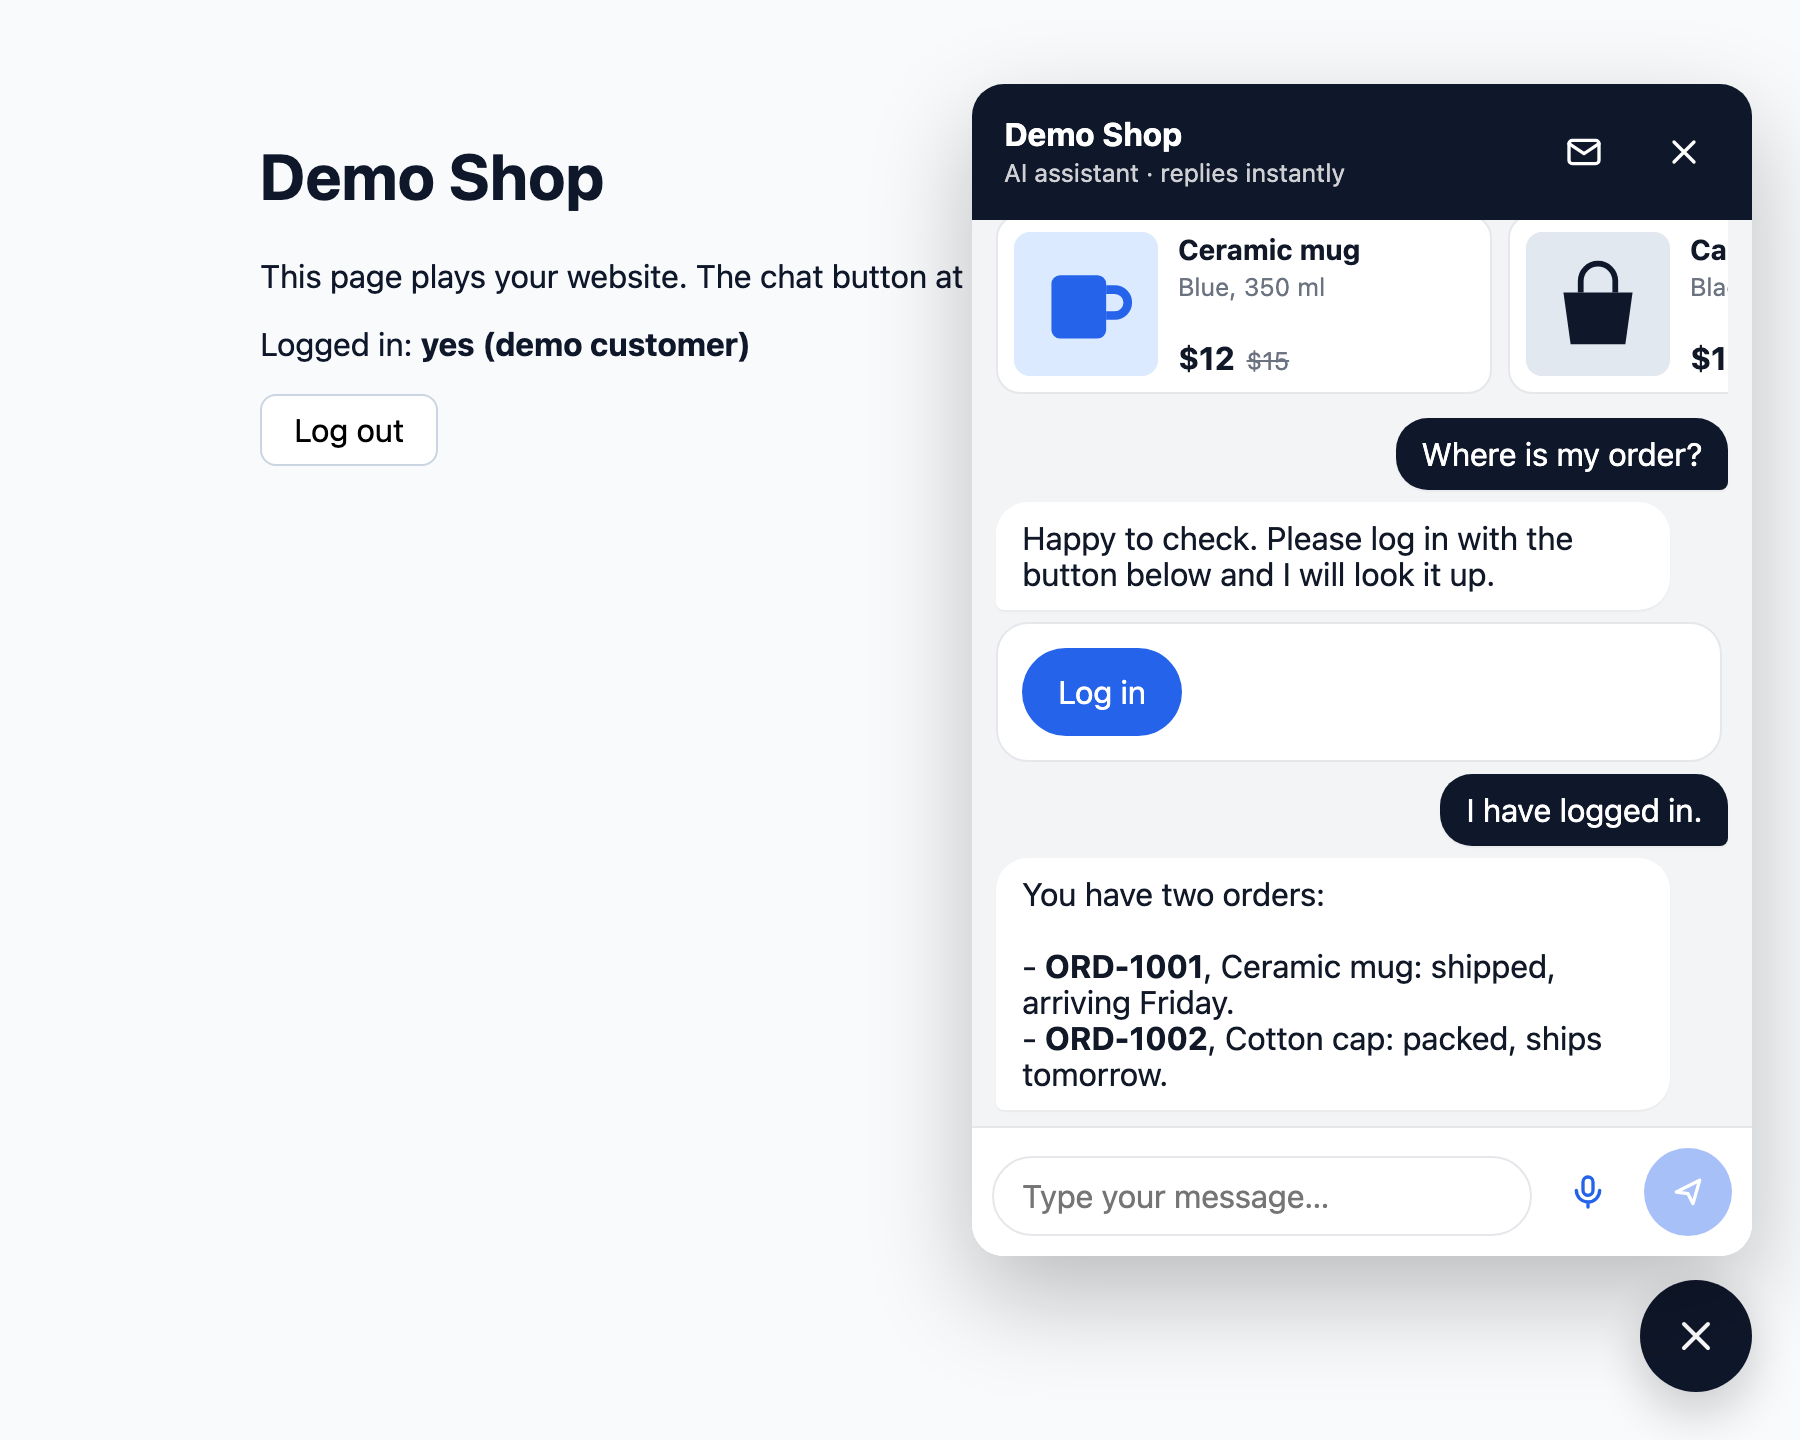 Demo Shop
This page plays your website. The chat button at
Logged in: yes (demo customer)
Log out
Demo Shop
AI assistant · replies instantly
Ceramic mug
Blue, 350 ml
$12 $15
Ca
Bla
$1
Where is my order?
Happy to check. Please log in with the
button below and I will look it up.
Log in
I have logged in.
You have two orders:
- ORD-1001, Ceramic mug: shipped,
arriving Friday.
- ORD-1002, Cotton cap: packed, ships
tomorrow.
Type your message...